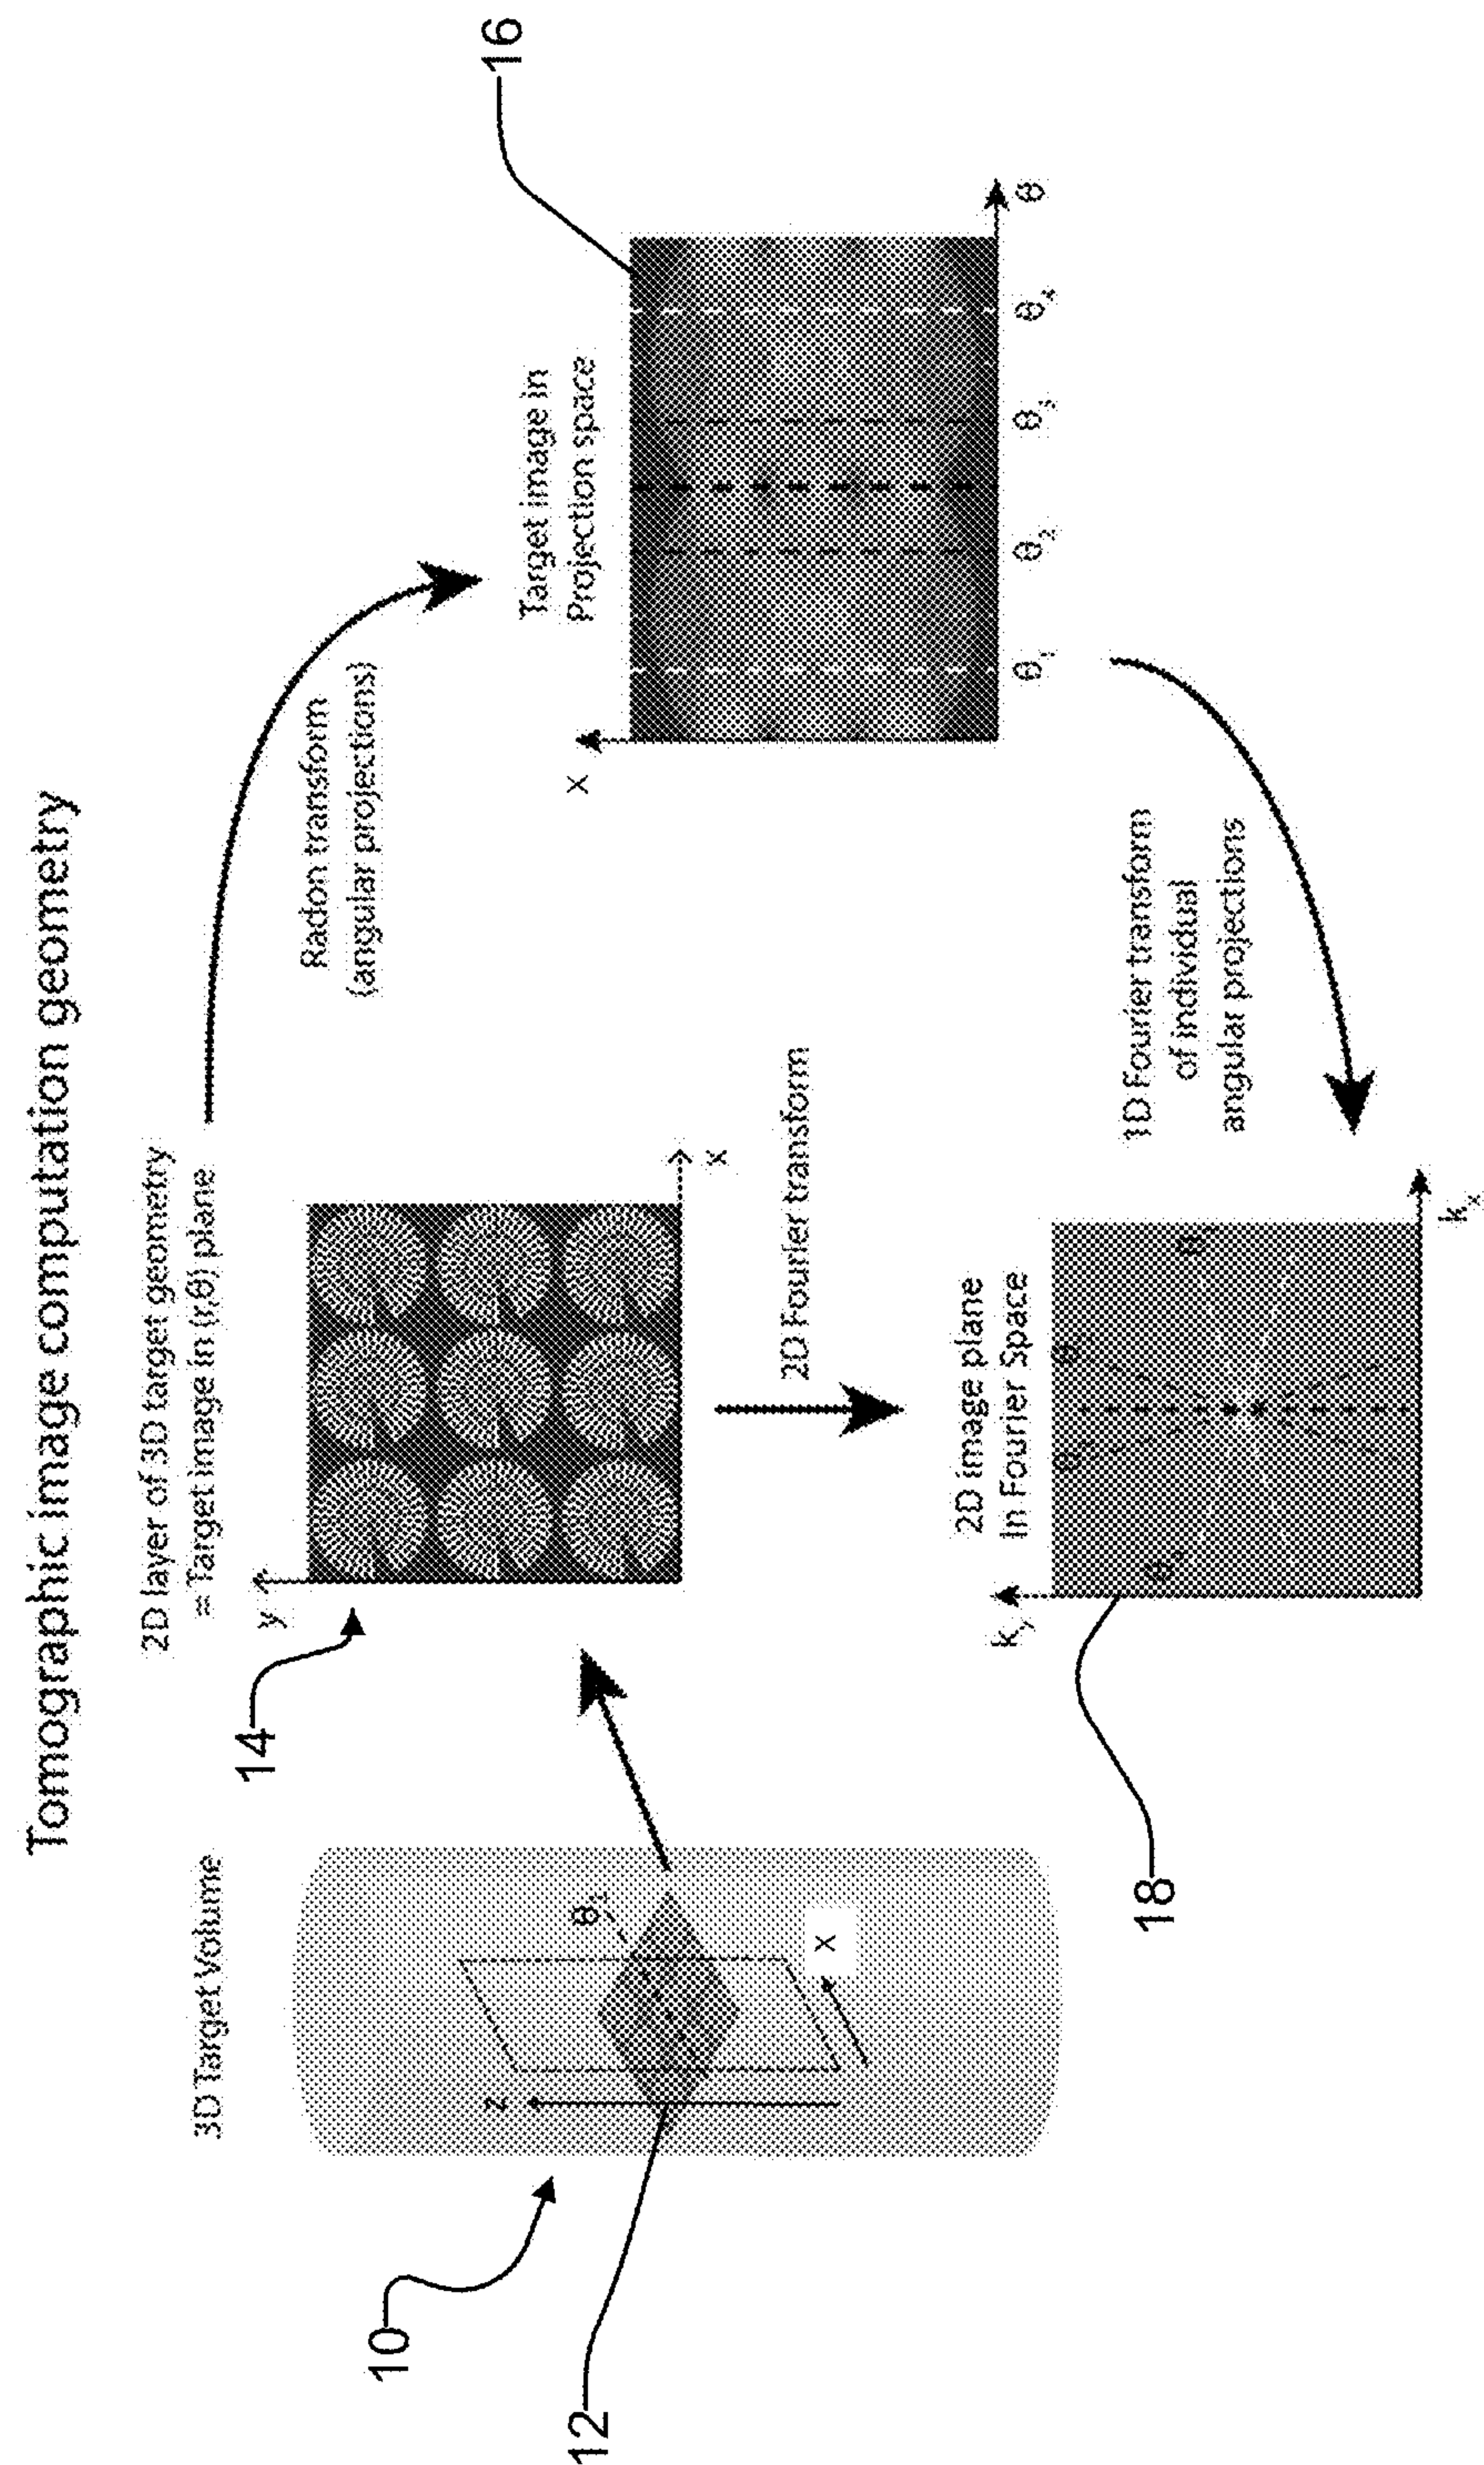 Tomographic image computation geometry
3D Target Volume
10
12
z
θ₁
x
14
2D layer of 3D target geometry
= Target image in (r,θ) plane
y
x
Radon transform
(angular projections)
Target image in
Projection space
16
x
θ₁ θ₂ θ₃ θ₄ θ
2D Fourier transform
2D image plane
In Fourier Space
18
k_y
k_x
1D Fourier transform
of individual
angular projections